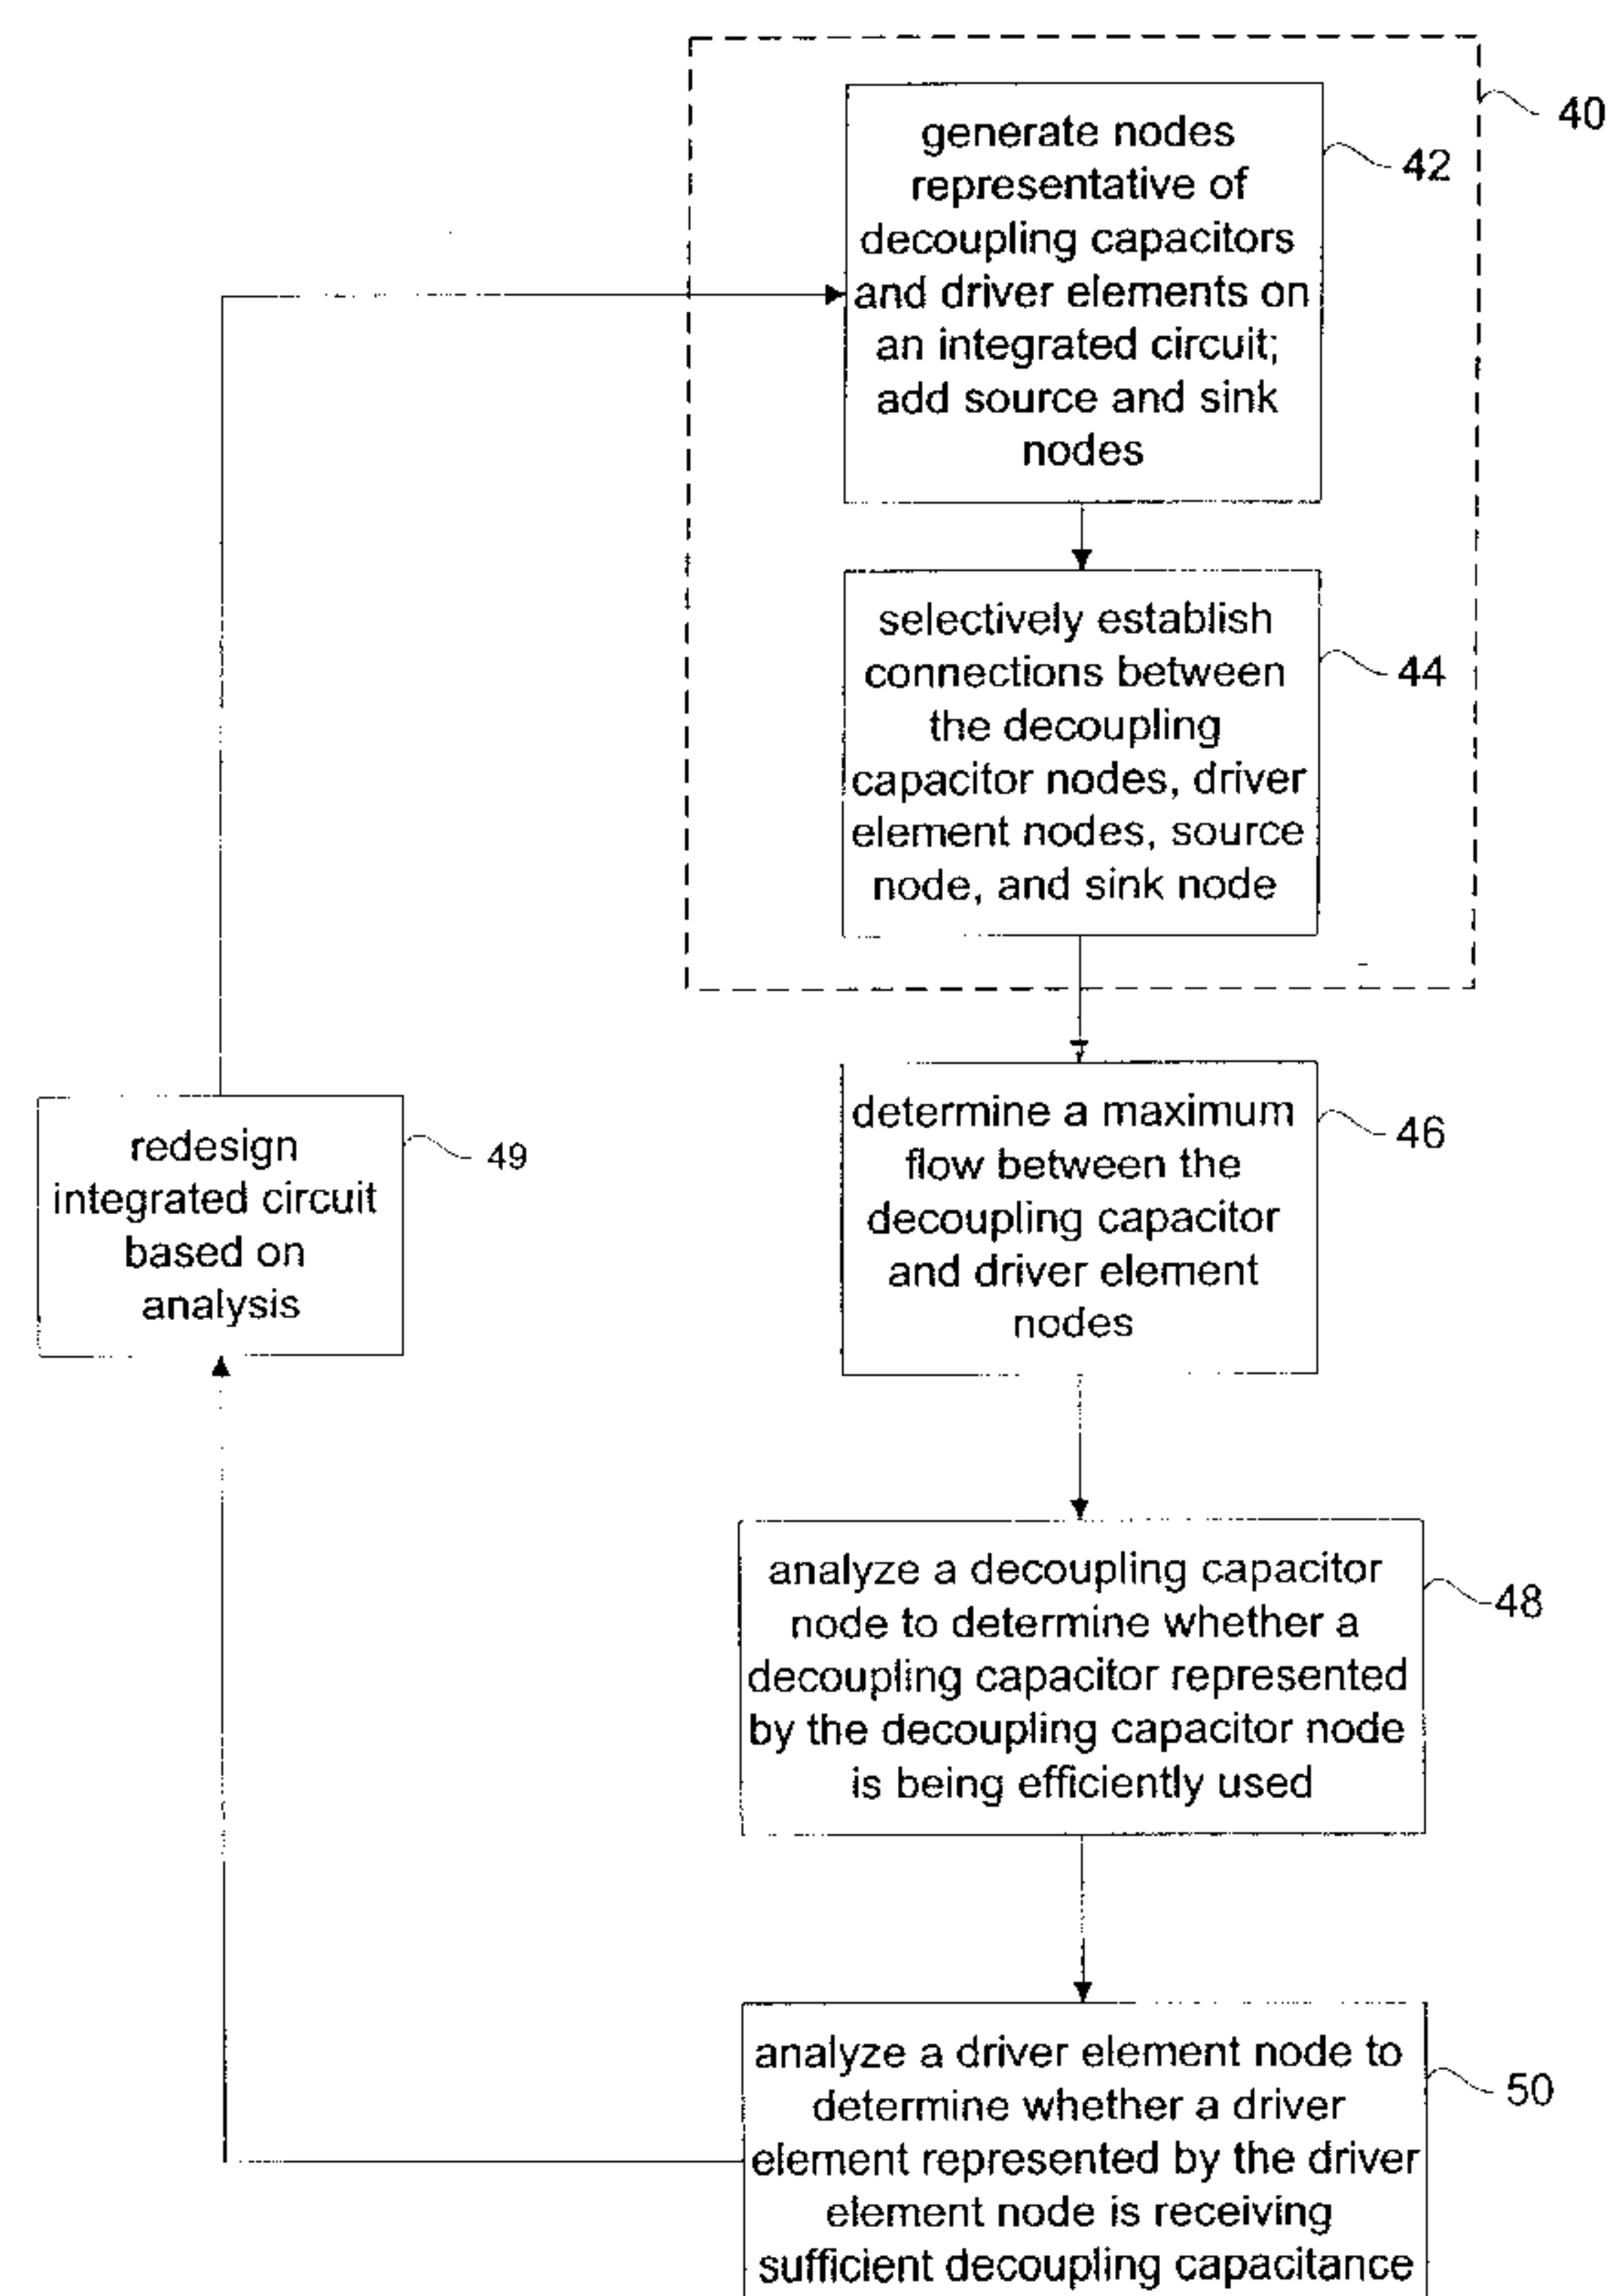 40
generate nodes
representative of
decoupling capacitors
and driver elements on
an integrated circuit;
add source and sink
nodes
42
selectively establish
connections between
the decoupling
capacitor nodes, driver
element nodes, source
node, and sink node
44
determine a maximum
flow between the
decoupling capacitor
and driver element
nodes
46
redesign
integrated circuit
based on
analysis
49
analyze a decoupling capacitor
node to determine whether a
decoupling capacitor represented
by the decoupling capacitor node
is being efficiently used
48
analyze a driver element node to
determine whether a driver
element represented by the driver
element node is receiving
sufficient decoupling capacitance
50